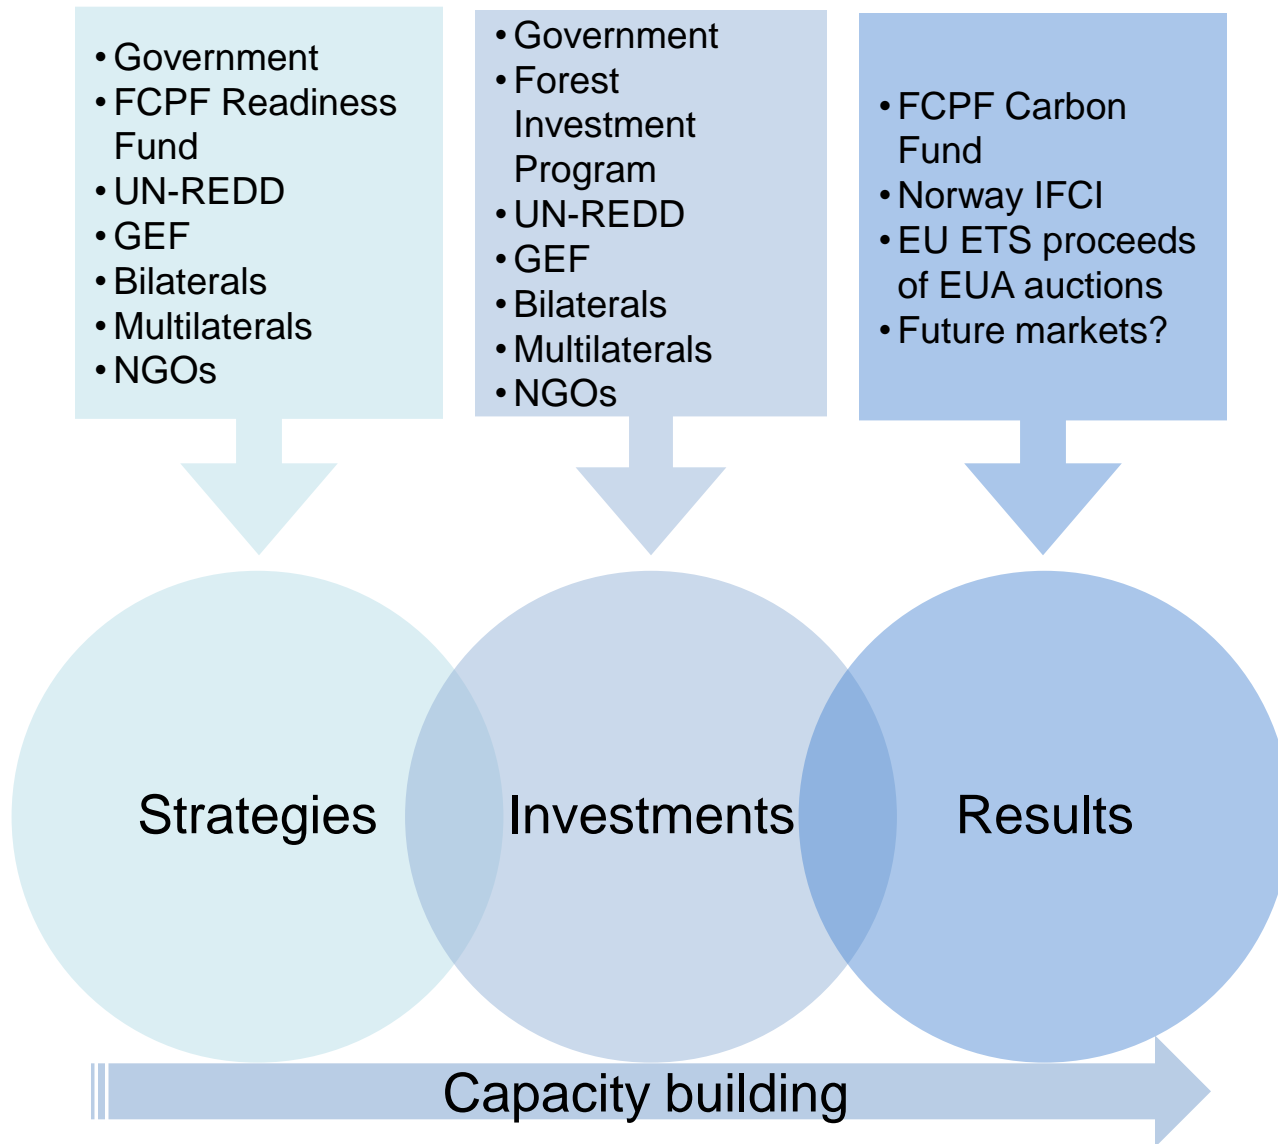 • Government
• FCPF Readiness
Fund
• UN-REDD
• GEF
• Bilaterals
• Multilaterals
• NGOs
• Government
• Forest
Investment
Program
• UN-REDD
• GEF
• Bilaterals
• Multilaterals
• NGOs
• FCPF Carbon
Fund
• Norway IFCI
• EU ETS proceeds
of EUA auctions
• Future markets?
Strategies
Investments
Results
Capacity building